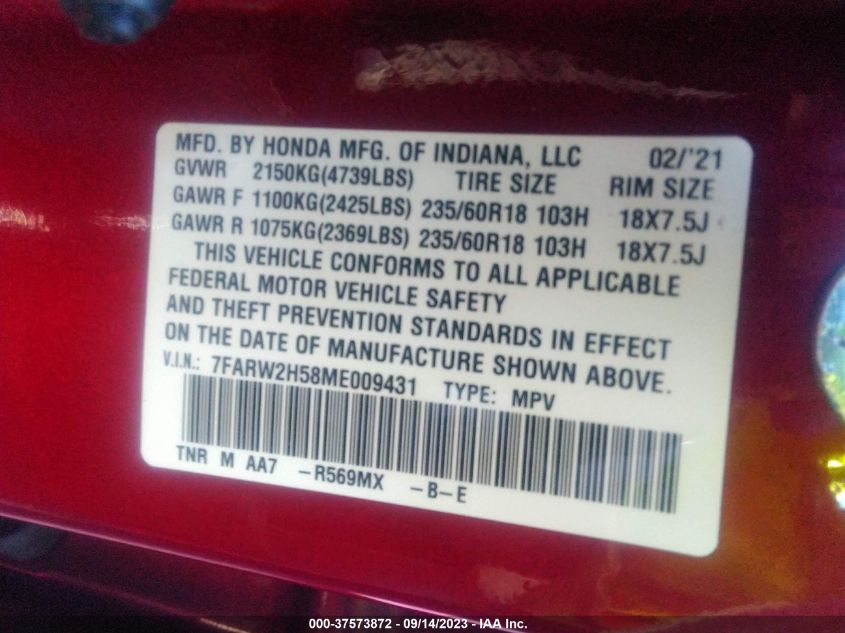 MFD. BY HONDA MFG. OF INDIANA, LLC 02/'21
GVWR 2150KG(4739LBS) TIRE SIZE RIM SIZE
GAWR F 1100KG(2425LBS) 235/60R18 103H 18X7.5J
GAWR R 1075KG(2369LBS) 235/60R18 103H 18X7.5J
THIS VEHICLE CONFORMS TO ALL APPLICABLE
FEDERAL MOTOR VEHICLE SAFETY
AND THEFT PREVENTION STANDARDS IN EFFECT
ON THE DATE OF MANUFACTURE SHOWN ABOVE.
V.I.N.: 7FARW2H58ME009431 TYPE: MPV
TNR M AA7 -R569MX -B-E
000-37573872 - 09/14/2023 - IAA Inc.